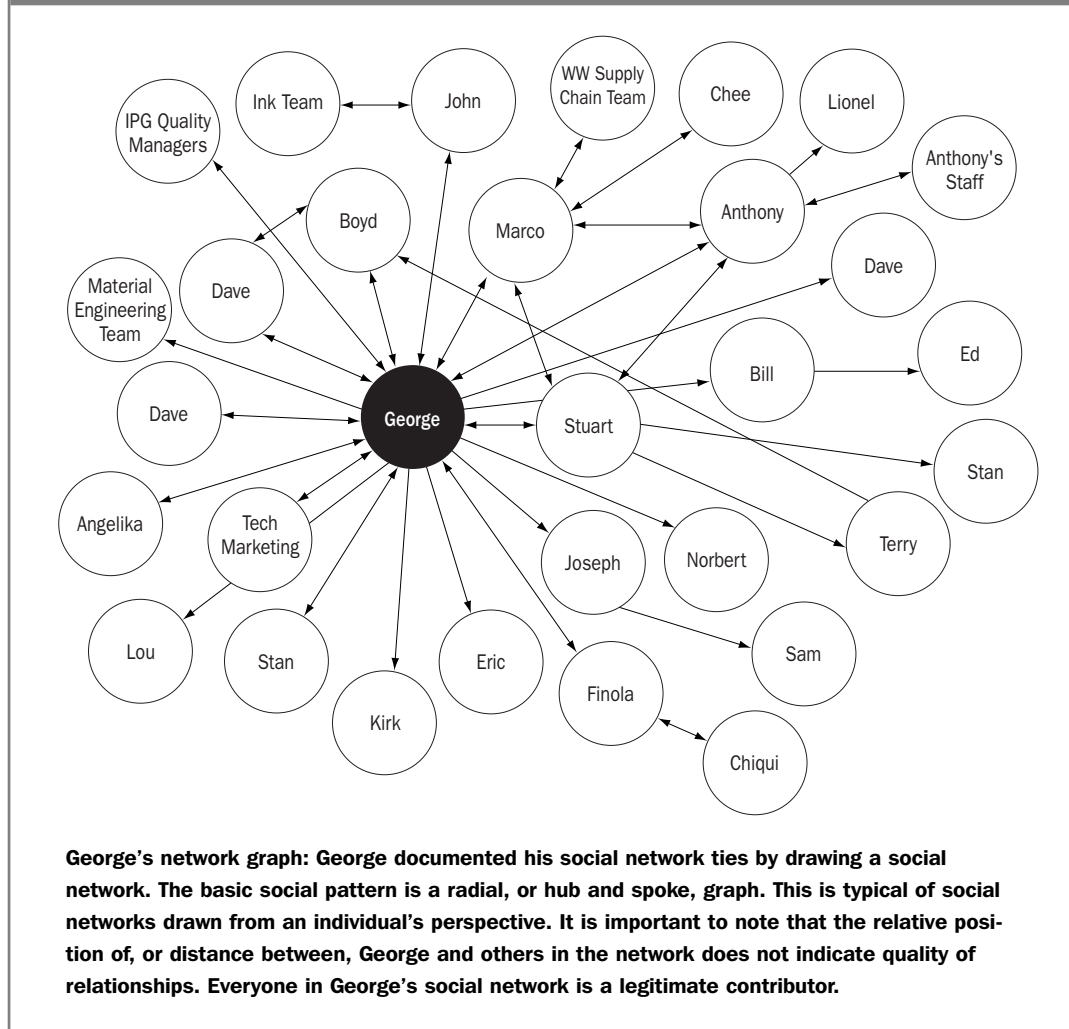 Ink Team
John
WW Supply
Chain Team
Chee
Lionel
IPG Quality
Managers
Anthony's
Staff
Boyd
Marco
Anthony
Dave
Dave
Material
Engineering
Team
Bill
Ed
Dave
George
Stuart
Stan
Angelika
Tech
Marketing
Joseph
Norbert
Terry
Lou
Stan
Kirk
Eric
Finola
Sam
Chiqui
George’s network graph: George documented his social network ties by drawing a social
network. The basic social pattern is a radial, or hub and spoke, graph. This is typical of social
networks drawn from an individual’s perspective. It is important to note that the relative posi-
tion of, or distance between, George and others in the network does not indicate quality of
relationships. Everyone in George’s social network is a legitimate contributor.